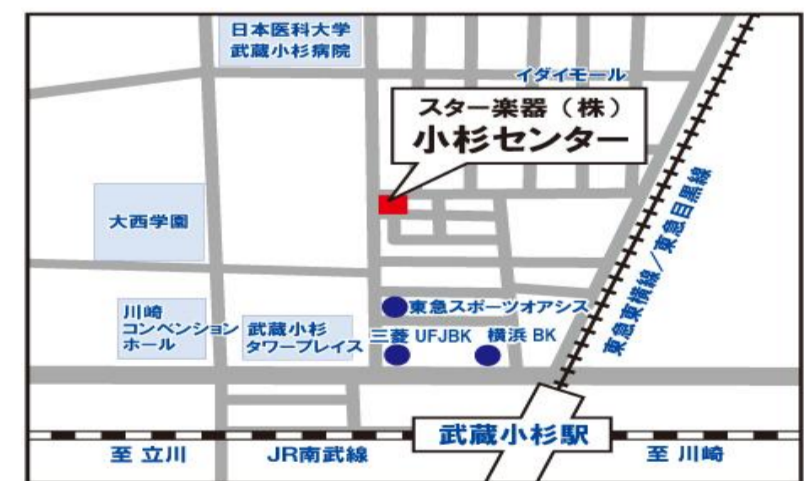 日本医科大学
武蔵小杉病院
イダイモール
スター楽器（株）
小杉センター
大西学園
東急東横線／東急目黒線
川崎
コンベンション
ホール
武蔵小杉
タワープレイス
東急スポーツオアシス
三菱 UFJBK
横浜 BK
武蔵小杉駅
至 立川
JR南武線
至 川崎